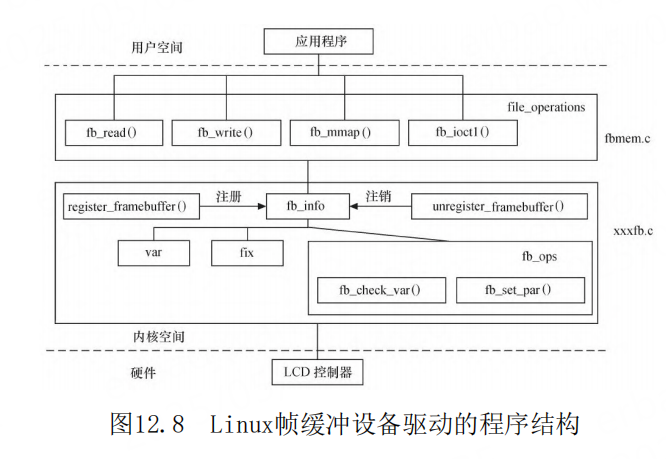 应用程序
用户空间
file_operations
fb_read()
fb_write()
fb_mmap()
fb_ioct1()
fbmem.c
register_framebuffer()
注册
fb_info
注销
unregister_framebuffer()
xxxfb.c
var
fix
fb_ops
fb_check_var()
fb_set_par()
内核空间
硬件
LCD 控制器
图12.8 Linux帧缓冲设备驱动的程序结构